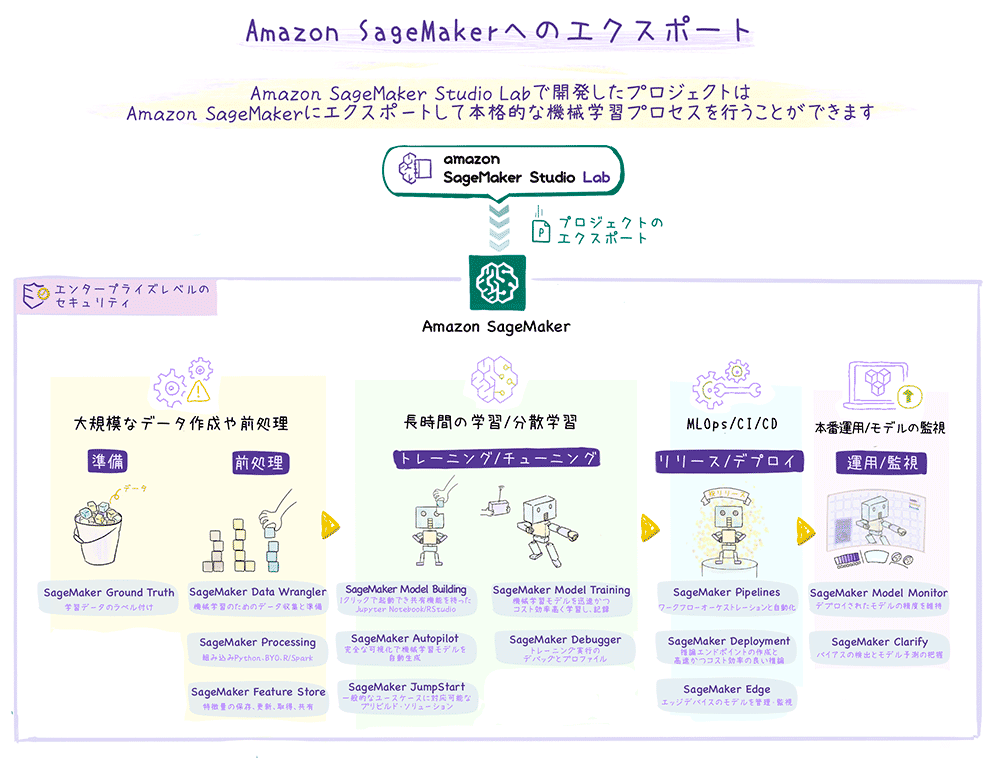 Amazon SageMakerへのエクスポート
Amazon SageMaker Studio Labで開発したプロジェクトは
Amazon SageMakerにエクスポートして本格的な機械学習プロセスを行うことができます
amazon
SageMaker Studio Lab
プロジェクトの
エクスポート
P
エンタープライズレベルの
セキュリティ
Amazon SageMaker
大規模なデータ作成や前処理
準備
データ
SageMaker Ground Truth
学習データのラベル付け
前処理
SageMaker Data Wrangler
機械学習のためのデータ収集と準備
SageMaker Processing
組み込みPython、BYO、R/Spark
SageMaker Feature Store
特徴量の保存、更新、取得、共有
長時間の学習/分散学習
トレーニング/チューニング
SageMaker Model Building
1クリックで起動でき共有機能を持った
Jupyter Notebook/RStudio
SageMaker Autopilot
完全な可視化で機械学習モデルを
自動生成
SageMaker JumpStart
一般的なユースケースに対応可能な
プリビルド・ソリューション
SageMaker Model Training
機械学習モデルを迅速かつ
コスト効率高く学習し、記録
SageMaker Debugger
トレーニング実行の
デバッグとプロファイル
MLOps/CI/CD
リリース/デプロイ
祝リリース
SageMaker Pipelines
ワークフローオーケストレーションと自動化
SageMaker Deployment
推論エンドポイントの作成と
高速かつコスト効率の良い推論
SageMaker Edge
エッジデバイスのモデルを管理・監視
本番運用/モデルの監視
運用/監視
SageMaker Model Monitor
デプロイされたモデルの精度を維持
SageMaker Clarify
バイアスの検出とモデル予測の把握